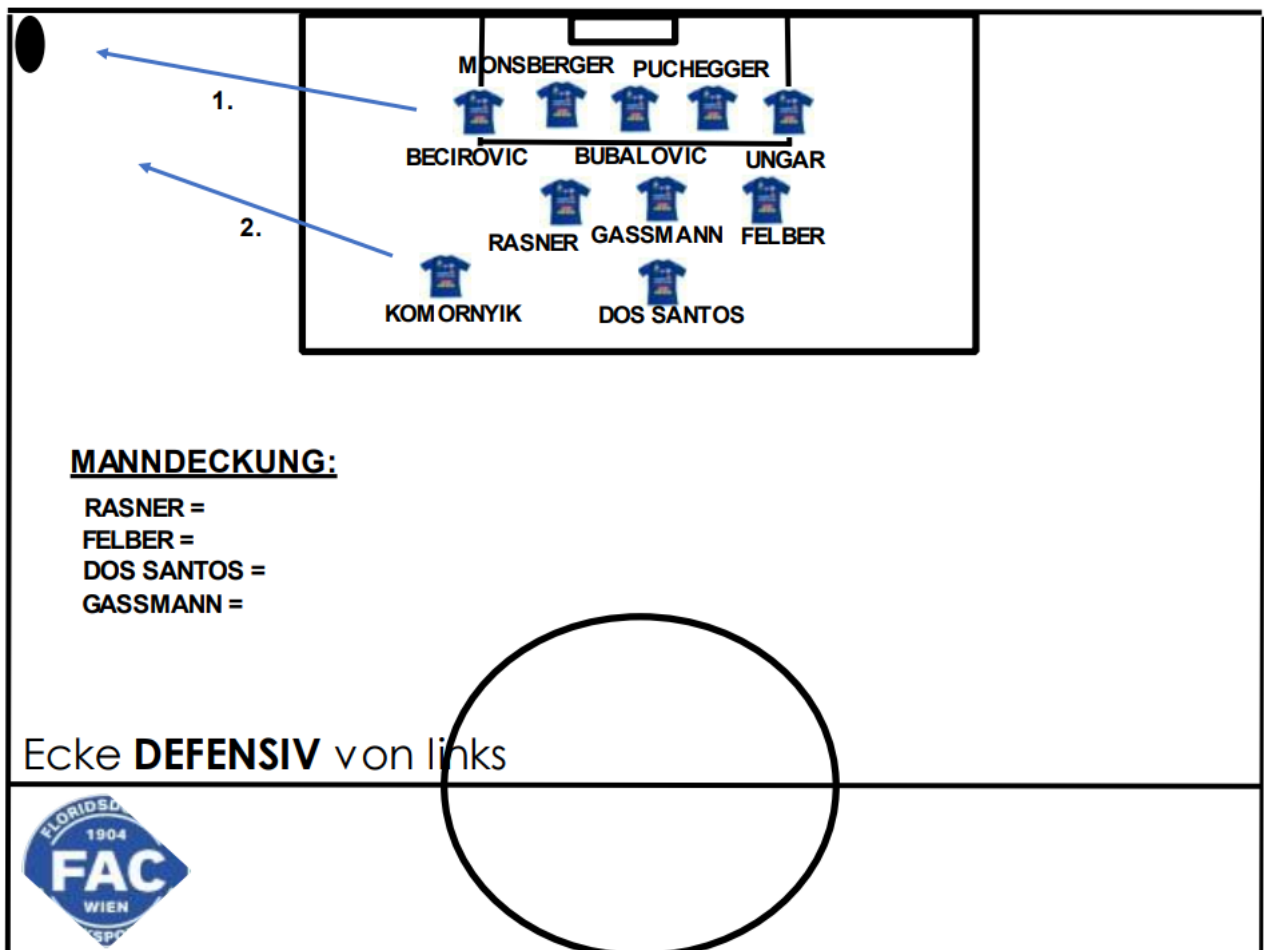 MONSBERGER PUCHEGGER
1.
BECIROVIC BUBALOVIC UNGAR
2.
RASNER GASSMANN FELBER
KOMORNYIK DOS SANTOS
MANNDECKUNG:
RASNER =
FELBER =
DOS SANTOS =
GASSMANN =
Ecke DEFENSIV von links
1904
FAC
WIEN